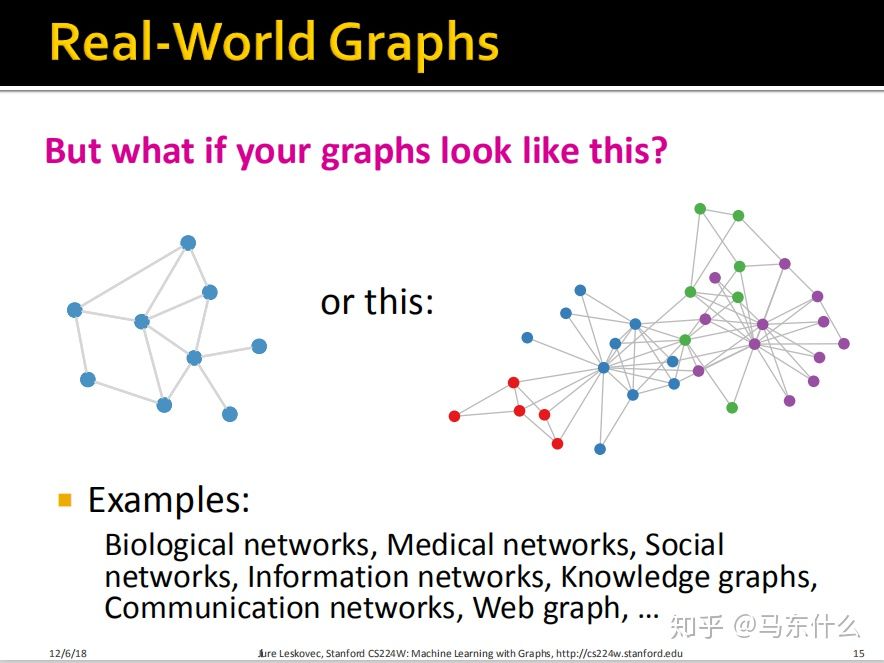 Real-World Graphs
But what if your graphs look like this?
or this:
Examples:
Biological networks, Medical networks, Social
networks, Information networks, Knowledge graphs,
Communication networks, Web graph, …
知乎 @马东什么
12/6/18
Jure Leskovec, Stanford CS224W: Machine Learning with Graphs, http://cs224w.stanford.edu
15